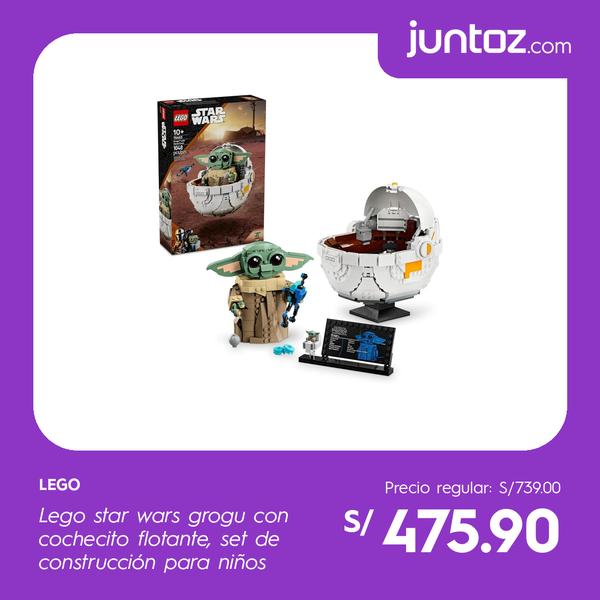 juntoz.com
LEGO
STAR
WARS
10+
1048
LEGO
Lego star wars grogu con
cochecito flotante, set de
construcción para niños
Precio regular: S/739.00
S/ 475.90